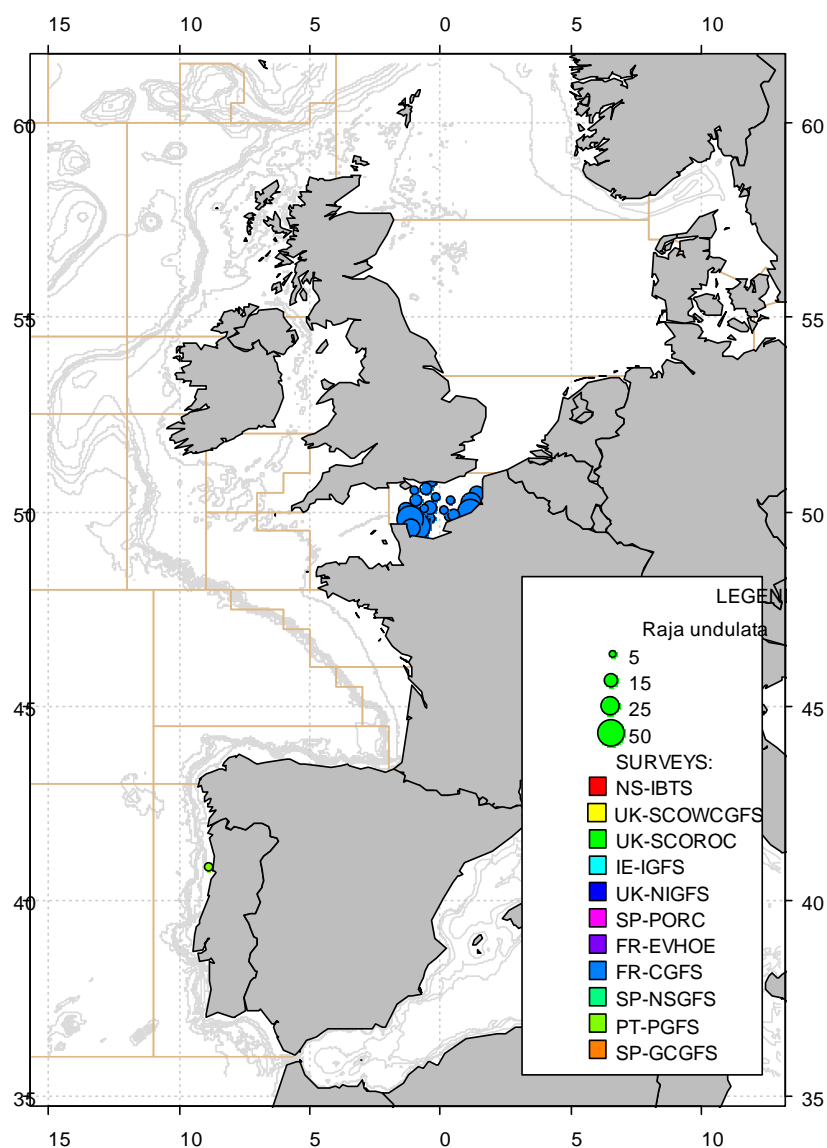 15 10 5 0 5 10
60 60
55 55
50 50
LEGEN
Raja undulata
5
15
45 25 45
50
SURVEYS:
NS-IBTS
UK-SCOWCGFS
UK-SCOROC
IE-IGFS
40 UK-NIGFS 40
SP-PORC
FR-EVHOE
FR-CGFS
SP-NSGFS
PT-PGFS
SP-GCGFS
35 35
15 10 5 0 5 10